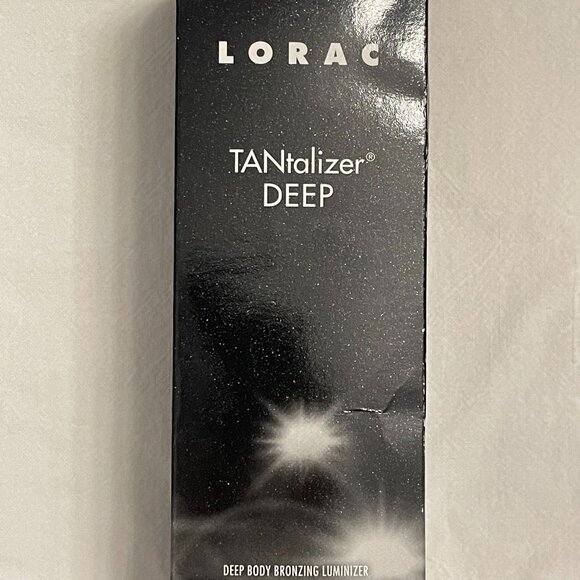 LORAC
TANtalizer®
DEEP
DEEP BODY BRONZING LUMINIZER